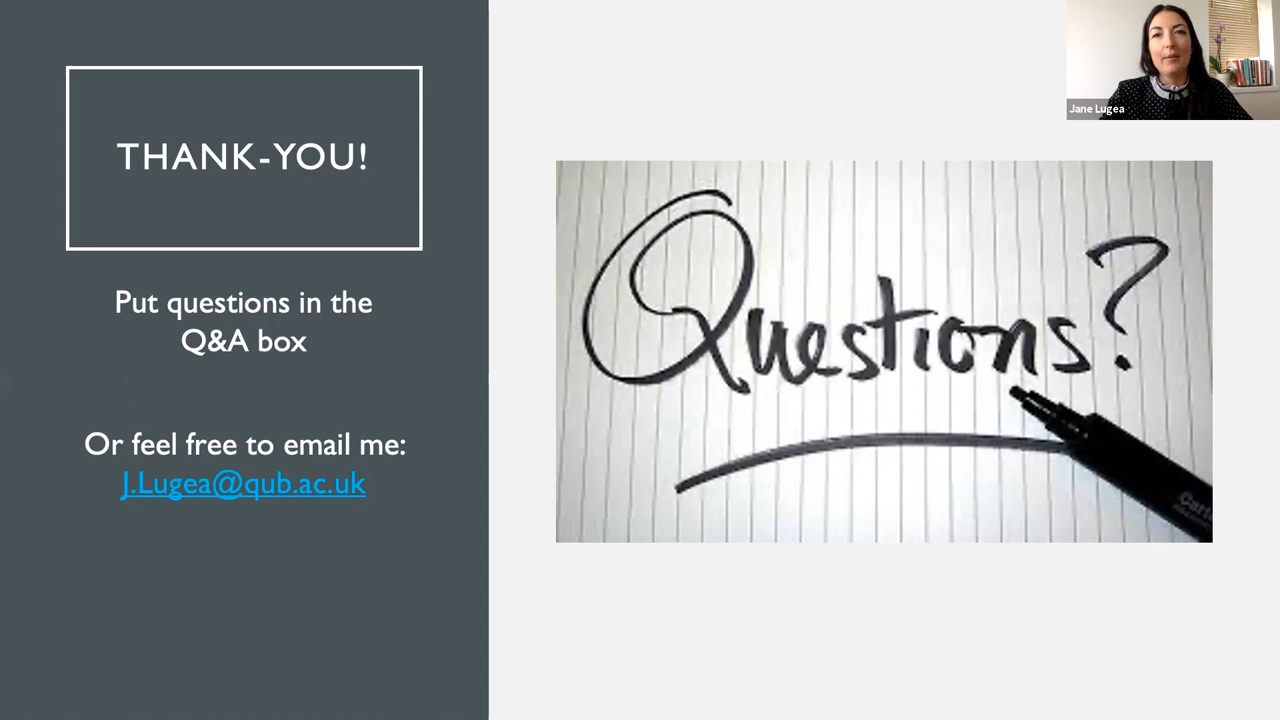 THANK-YOU!
Put questions in the
Q&A box
Or feel free to email me:
J.Lugea@qub.ac.uk
Jane Lugea
Questions?